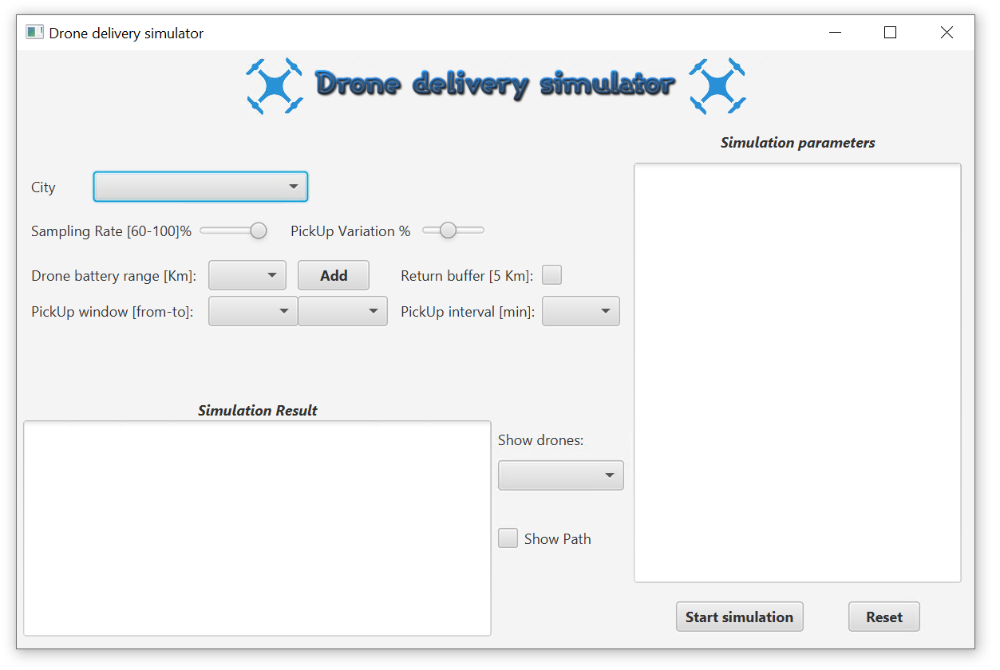 Drone delivery simulator
Drone delivery simulator
Simulation parameters
City
Sampling Rate [60-100]% PickUp Variation %
Drone battery range [Km]: Add Return buffer [5 Km]:
PickUp window [from-to]: PickUp interval [min]:
Simulation Result
Show drones:
Show Path
Start simulation Reset